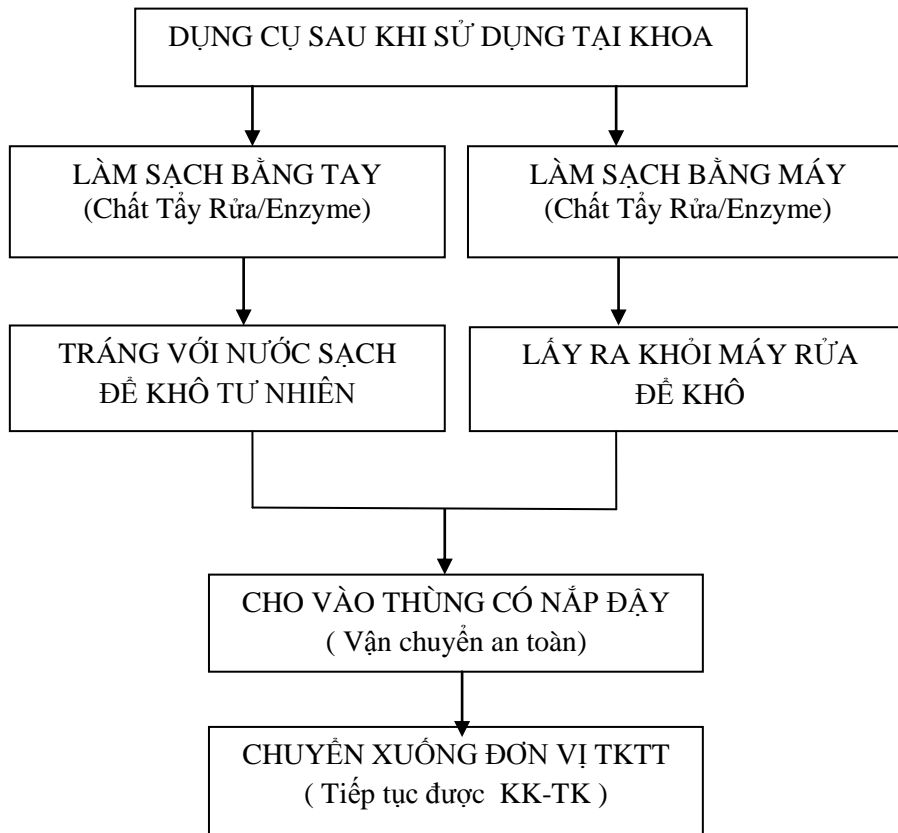 DỤNG CỤ SAU KHI SỬ DỤNG TẠI KHOA
LÀM SẠCH BẰNG TAY
(Chất Tẩy Rửa/Enzyme)
LÀM SẠCH BẰNG MÁY
(Chất Tẩy Rửa/Enzyme)
TRÁNG VỚI NƯỚC SẠCH
ĐỂ KHÔ TƯ NHIÊN
LẤY RA KHỎI MÁY RỬA
ĐỂ KHÔ
CHO VÀO THÙNG CÓ NẮP ĐẬY
( Vận chuyển an toàn)
CHUYỂN XUỐNG ĐƠN VỊ TKTT
( Tiếp tục được KK-TK )